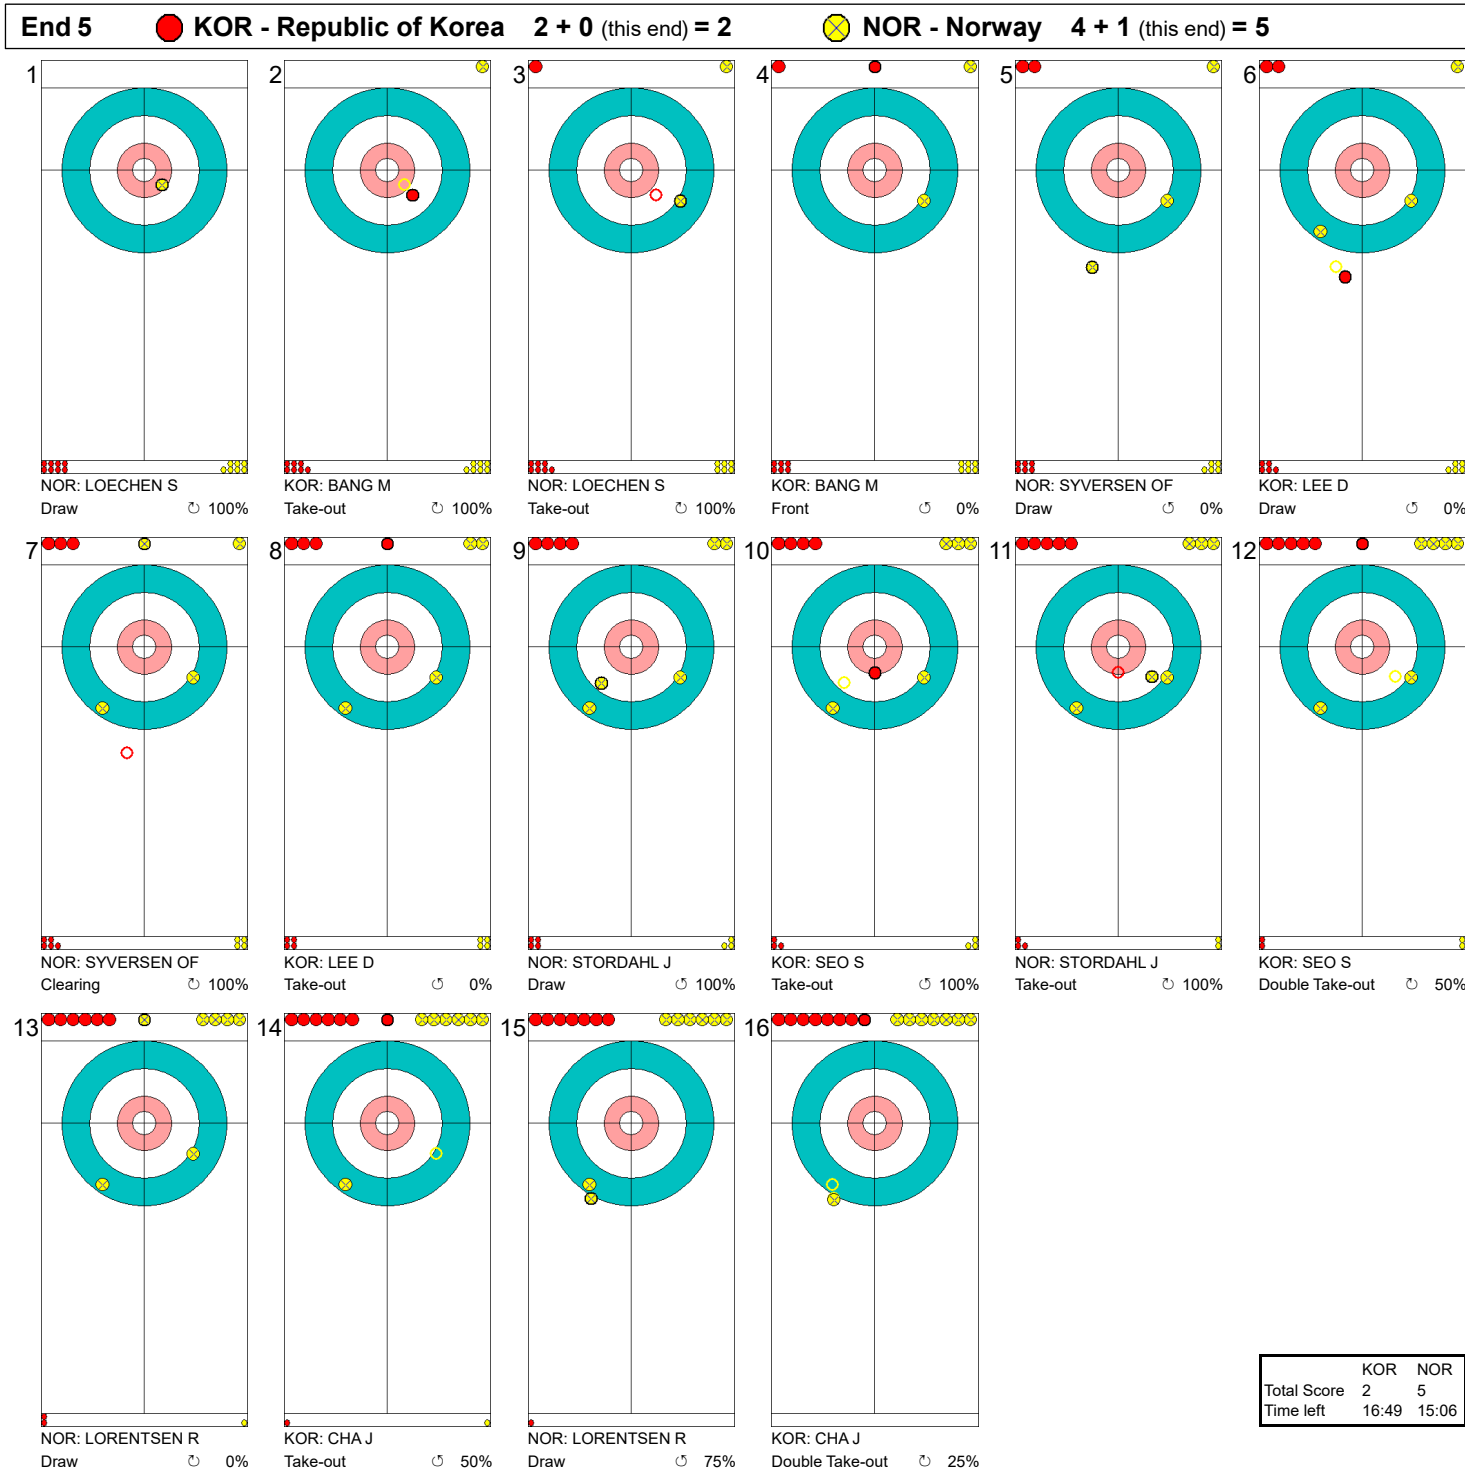 End 5 KOR - Republic of Korea 2 + 0 (this end) = 2 NOR - Norway 4 + 1 (this end) = 5
1 2 3 4 5 6
NOR: LOECHEN S KOR: BANG M NOR: LOECHEN S KOR: BANG M NOR: SYVERSEN OF KOR: LEE D
Draw ↻ 100% Take-out ↻ 100% Take-out ↻ 100% Front ↺ 0% Draw ↺ 0% Draw ↺ 0%
7 8 9 10 11 12
NOR: SYVERSEN OF KOR: LEE D NOR: STORDAHL J KOR: SEO S NOR: STORDAHL J KOR: SEO S
Clearing ↻ 100% Take-out ↺ 0% Draw ↺ 100% Take-out ↺ 100% Take-out ↻ 100% Double Take-out ↻ 50%
13 14 15 16
NOR: LORENTSEN R KOR: CHA J NOR: LORENTSEN R KOR: CHA J
Draw ↻ 0% Take-out ↺ 50% Draw ↺ 75% Double Take-out ↻ 25%
KOR NOR
Total Score 2 5
Time left 16:49 15:06